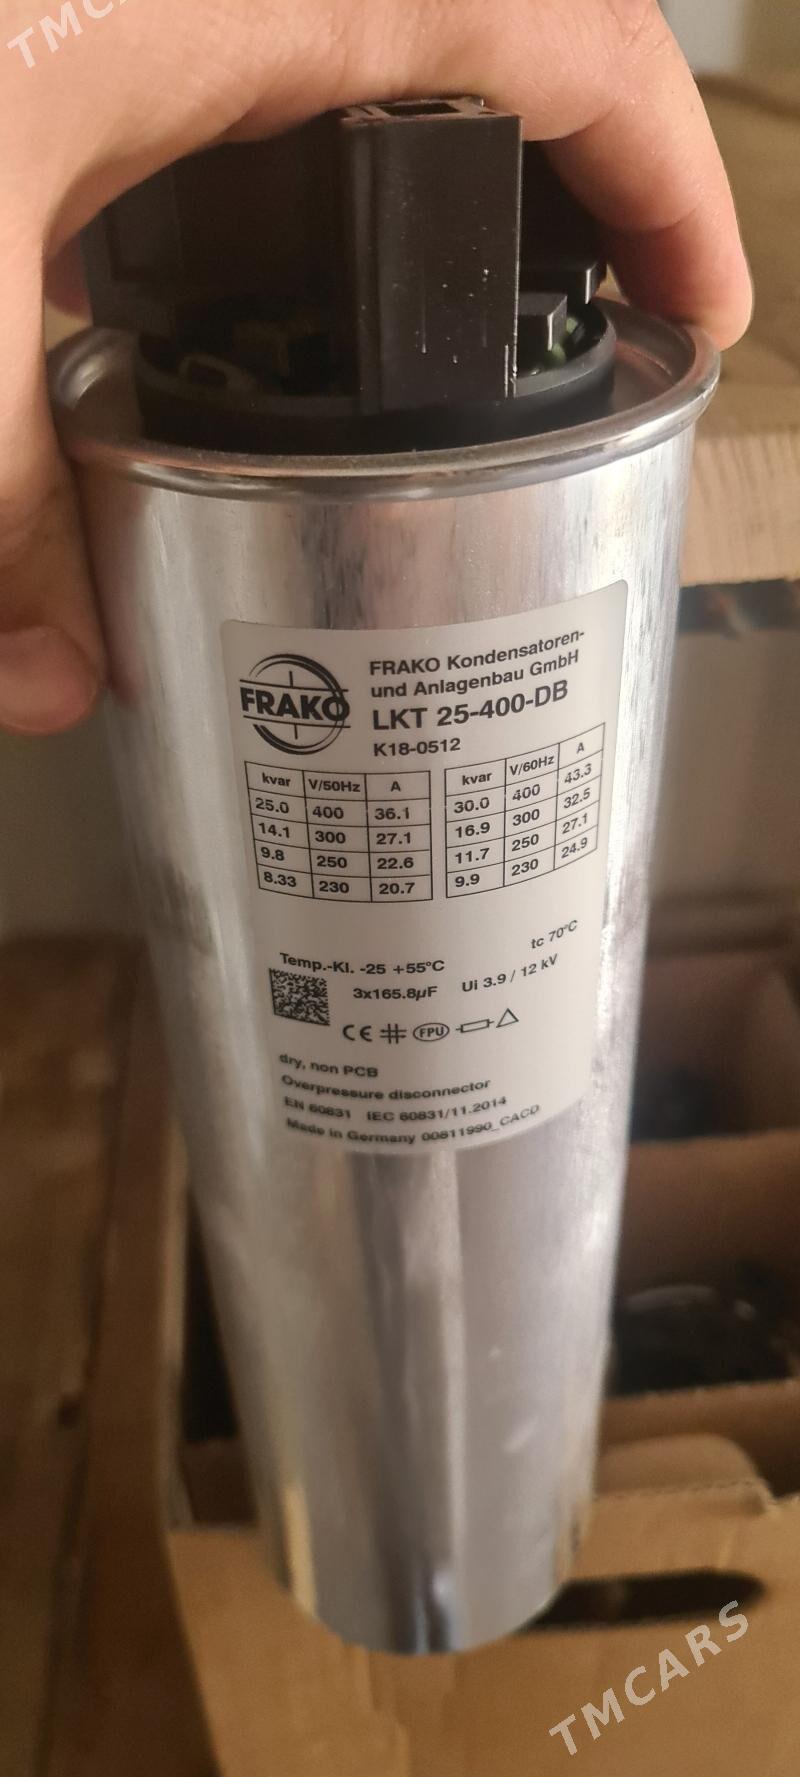 TMCA
FRAKO
FRAKO Kondensatoren-
und Anlagenbau GmbH
LKT 25-400-DB
K18-0512
kvar V/50Hz A
25.0 400 36.1
14.1 300 27.1
9.8 250 22.6
8.33 230 20.7
kvar V/60Hz A
30.0 400 43.3
16.9 300 32.5
11.7 250 27.1
9.9 230 24.9
Temp.-Kl. -25 +55°C tc 70°C
3x165.8µF Ui 3.9 / 12 kV
CE FPU
dry, non PCB
Overpressure disconnector
EN 60831 IEC 60831/11.2014
Made in Germany 00811990_CACD
TMCARS